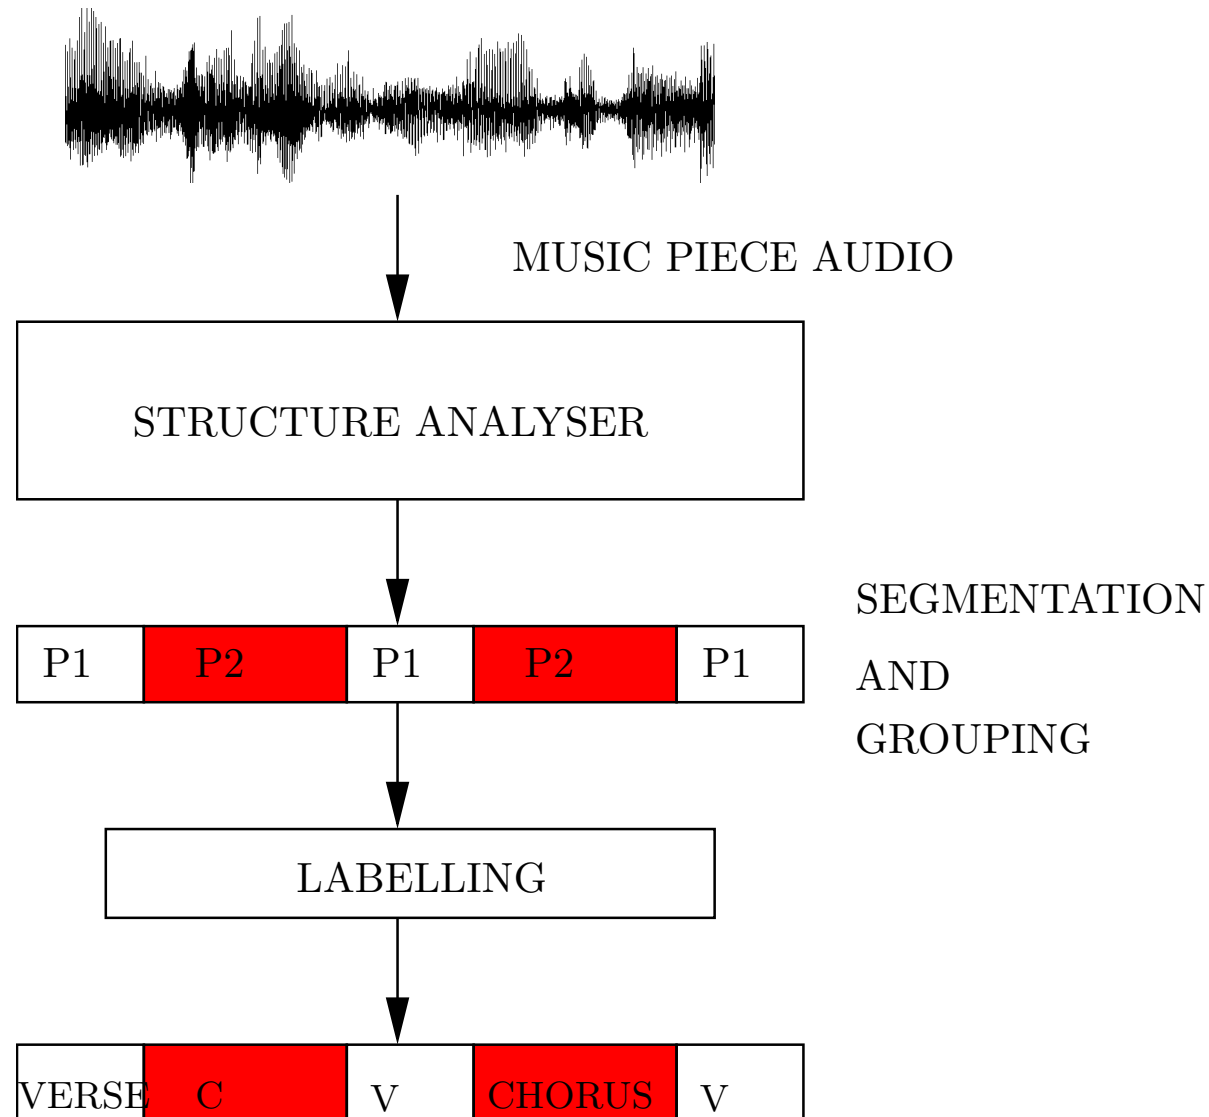 MUSIC PIECE AUDIO
STRUCTURE ANALYSER
P1 P2 P1 P2 P1
SEGMENTATION
AND
GROUPING
LABELLING
VERSE C V CHORUS V